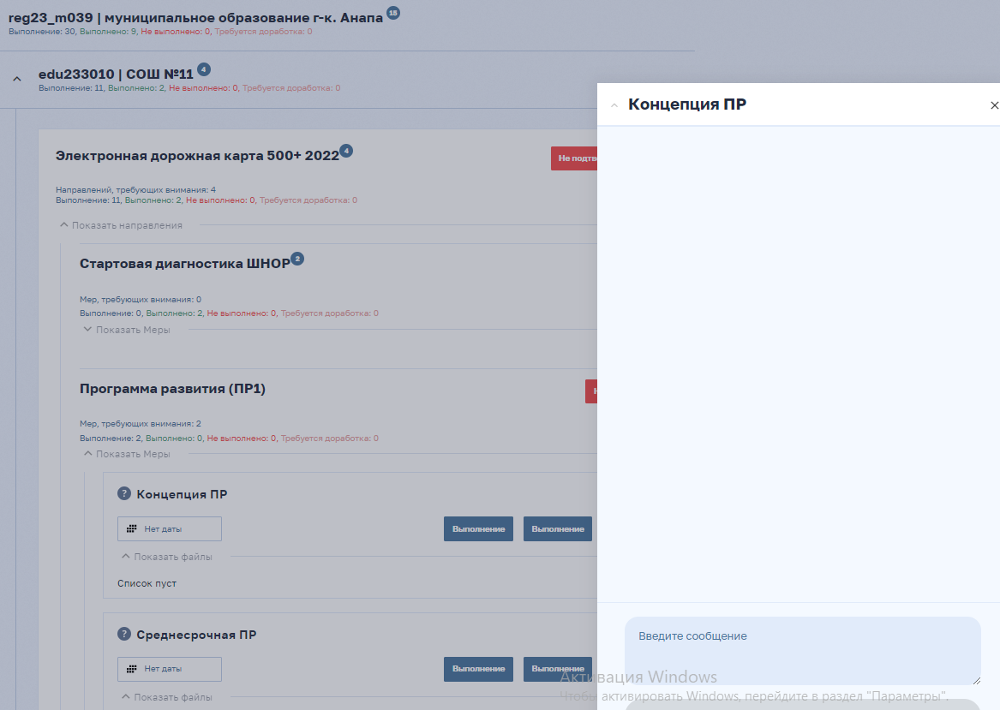 reg23_m039 | муниципальное образование г-к. Анапа 15
Выполнение: 30, Выполнено: 9, Не выполнено: 0, Требуется доработка: 0
edu233010 | СОШ №11 4
Выполнение: 11, Выполнено: 2, Не выполнено: 0, Требуется доработка: 0
Концепция ПР
Электронная дорожная карта 500+ 2022 4
Не
Направлений, требующих внимания: 4
Выполнение: 11, Выполнено: 2, Не выполнено: 0, Требуется доработка: 0
Показать направления
Стартовая диагностика ШНОР 2
Мер, требующих внимания: 0
Выполнение: 0, Выполнено: 2, Не выполнено: 0, Требуется доработка: 0
Показать Меры
Программа развития (ПР1)
Мер, требующих внимания: 2
Выполнение: 2, Выполнено: 0, Не выполнено: 0, Требуется доработка: 0
Показать Меры
? Концепция ПР
Нет даты
Выполнение Выполнение
Показать файлы
Список пуст
? Среднесрочная ПР
Введите сообщение
Нет даты
Выполнение Выполнение
Активация Windows
Показать файлы
Чтобы активировать Windows, перейдите в раздел "Параметры".